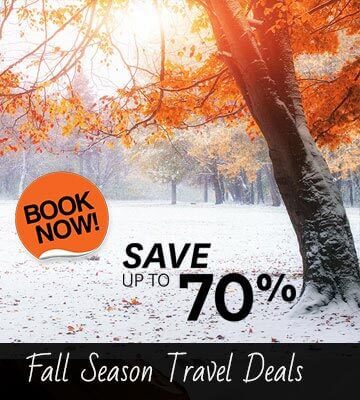 BOOK
NOW!
SAVE
UP TO 70%
Fall Season Travel Deals